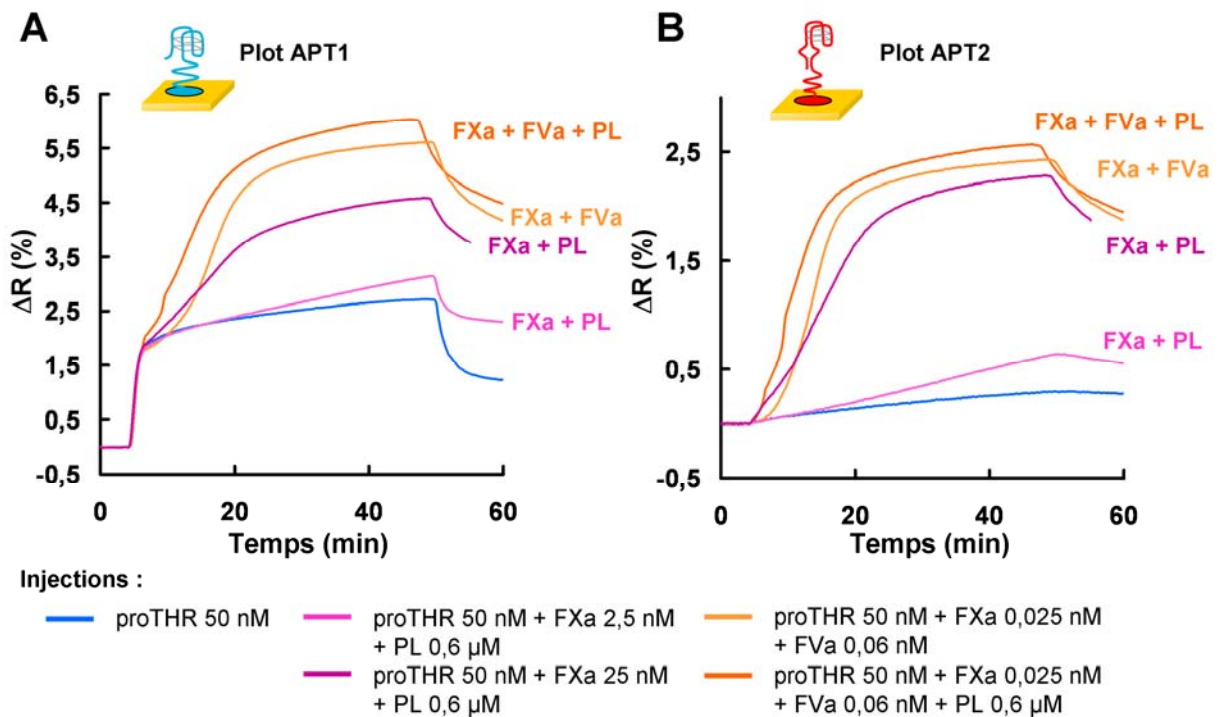 A
Plot APT1
ΔR (%)
6,5
5,5
4,5
3,5
2,5
1,5
0,5
-0,5
FXa + FVa + PL
FXa + FVa
FXa + PL
FXa + PL
0
20
40
60
Temps (min)
B
Plot APT2
ΔR (%)
2,5
1,5
0,5
-0,5
FXa + FVa + PL
FXa + FVa
FXa + PL
FXa + PL
0
20
40
60
Temps (min)
Injections :
proTHR 50 nM
proTHR 50 nM + FXa 2,5 nM
+ PL 0,6 µM
proTHR 50 nM + FXa 25 nM
+ PL 0,6 µM
proTHR 50 nM + FXa 0,025 nM
+ FVa 0,06 nM
proTHR 50 nM + FXa 0,025 nM
+ FVa 0,06 nM + PL 0,6 µM